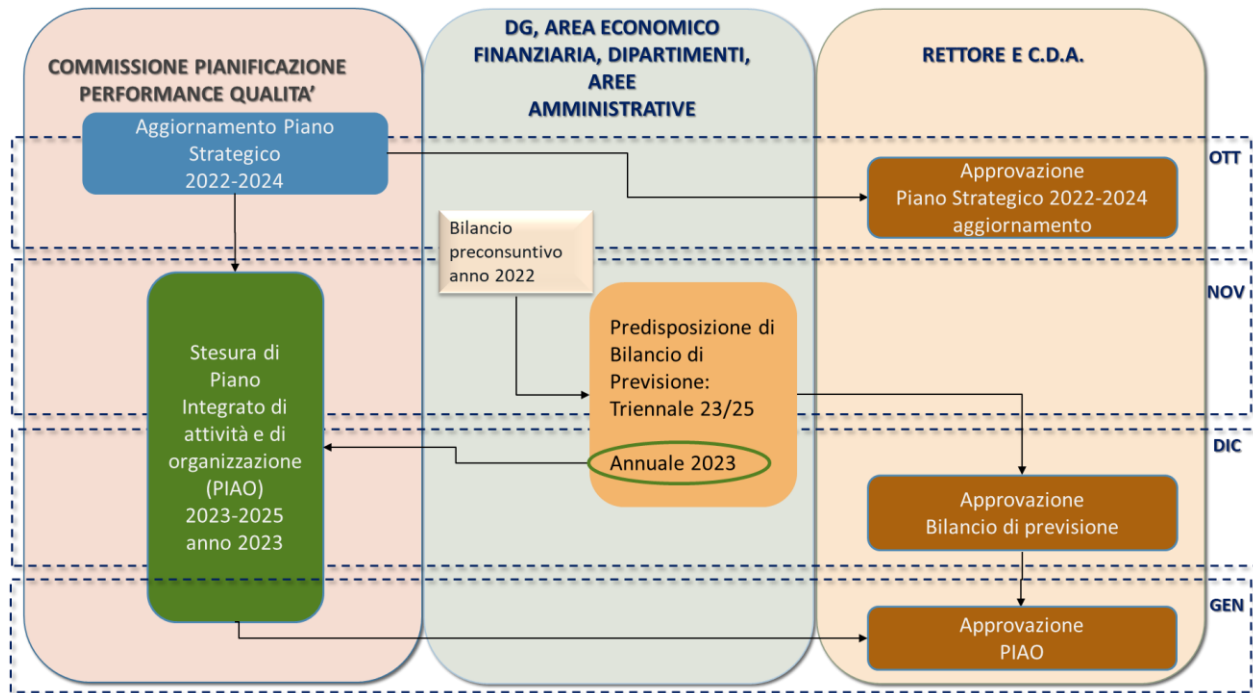 COMMISSIONE PIANIFICAZIONE
PERFORMANCE QUALITA’
DG, AREA ECONOMICO
FINANZIARIA, DIPARTIMENTI,
AREE
AMMINISTRATIVE
RETTORE E C.D.A.
Aggiornamento Piano
Strategico
2022-2024
OTT
Approvazione
Piano Strategico 2022-2024
aggiornamento
Bilancio
preconsuntivo
anno 2022
NOV
Predisposizione di
Bilancio di
Previsione:
Triennale 23/25
Annuale 2023
Stesura di
Piano
Integrato di
attività e di
organizzazione
(PIAO)
2023-2025
anno 2023
DIC
Approvazione
Bilancio di previsione
GEN
Approvazione
PIAO